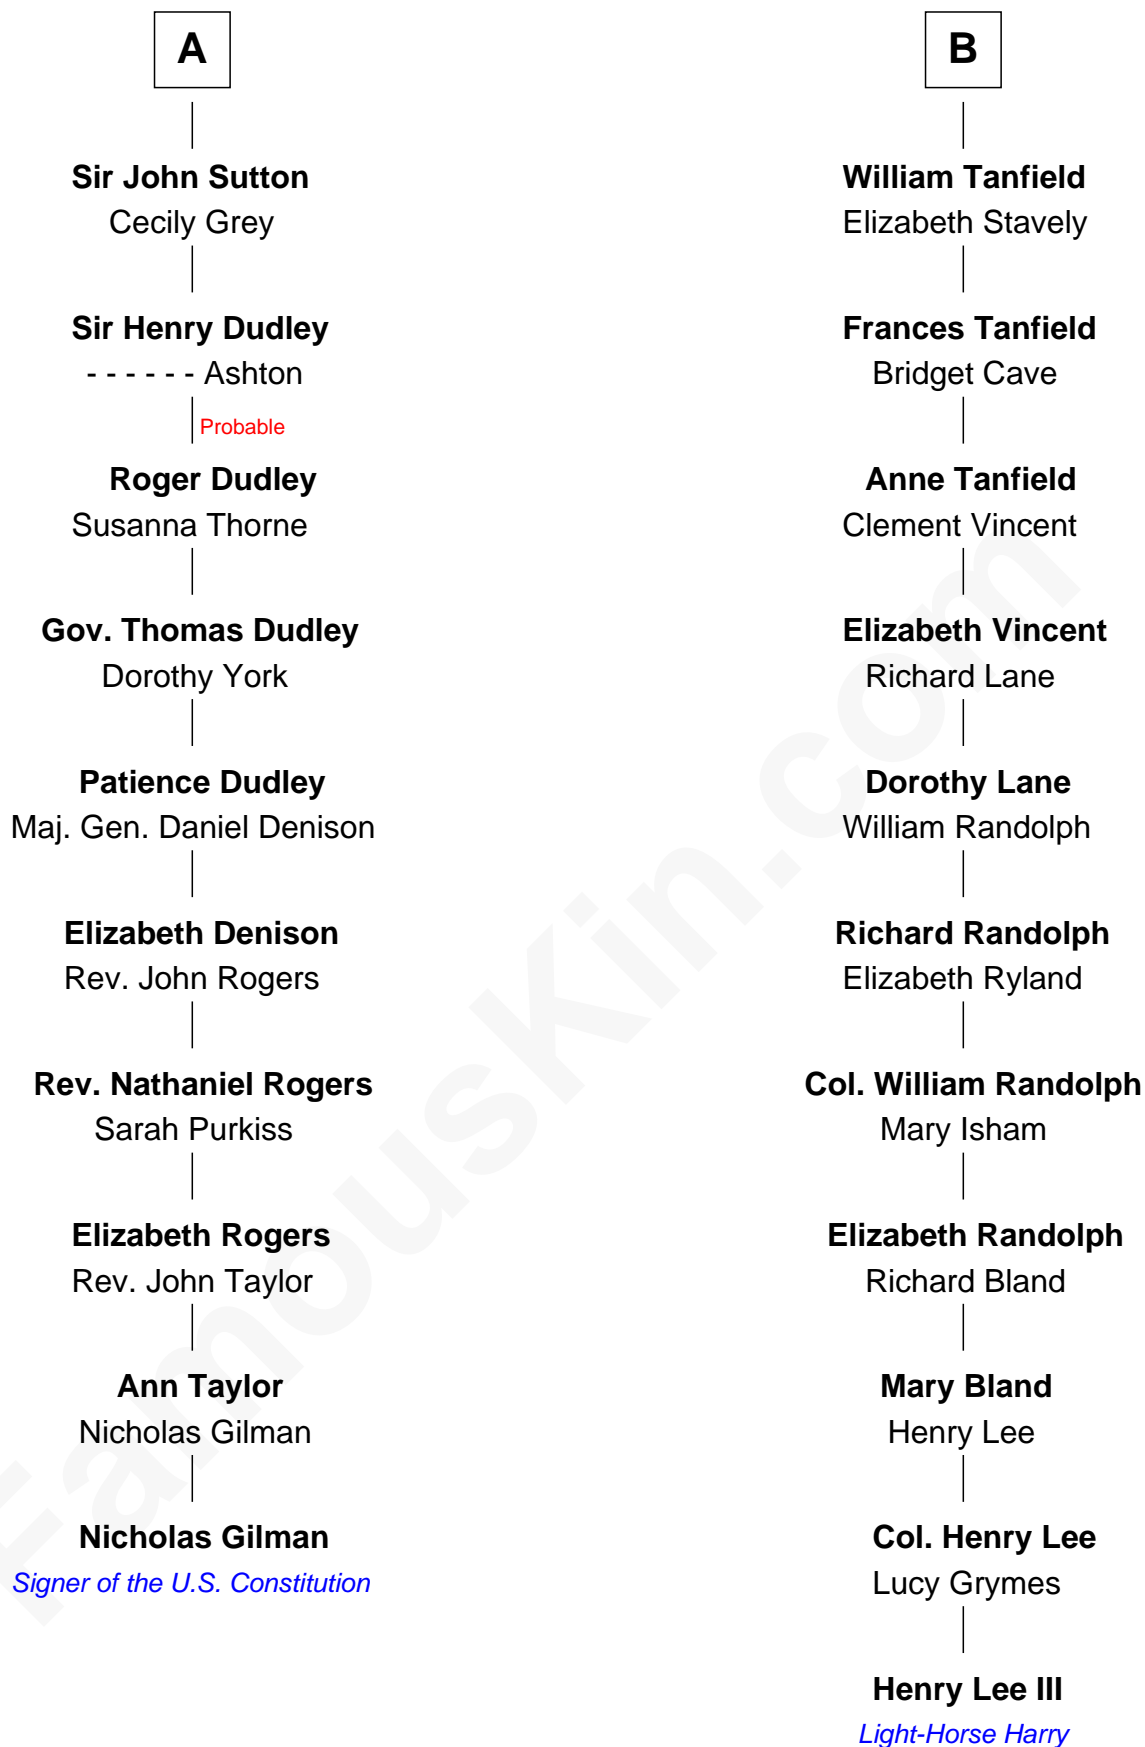 A
Sir John Sutton
Cecily Grey
Sir Henry Dudley
- - - - - - Ashton
Probable
Roger Dudley
Susanna Thorne
Gov. Thomas Dudley
Dorothy York
Patience Dudley
Maj. Gen. Daniel Denison
Elizabeth Denison
Rev. John Rogers
Rev. Nathaniel Rogers
Sarah Purkiss
Elizabeth Rogers
Rev. John Taylor
Ann Taylor
Nicholas Gilman
Nicholas Gilman
Signer of the U.S. Constitution
B
William Tanfield
Elizabeth Stavely
Frances Tanfield
Bridget Cave
Anne Tanfield
Clement Vincent
Elizabeth Vincent
Richard Lane
Dorothy Lane
William Randolph
Richard Randolph
Elizabeth Ryland
Col. William Randolph
Mary Isham
Elizabeth Randolph
Richard Bland
Mary Bland
Henry Lee
Col. Henry Lee
Lucy Grymes
Henry Lee III
Light-Horse Harry
FamousKin.com